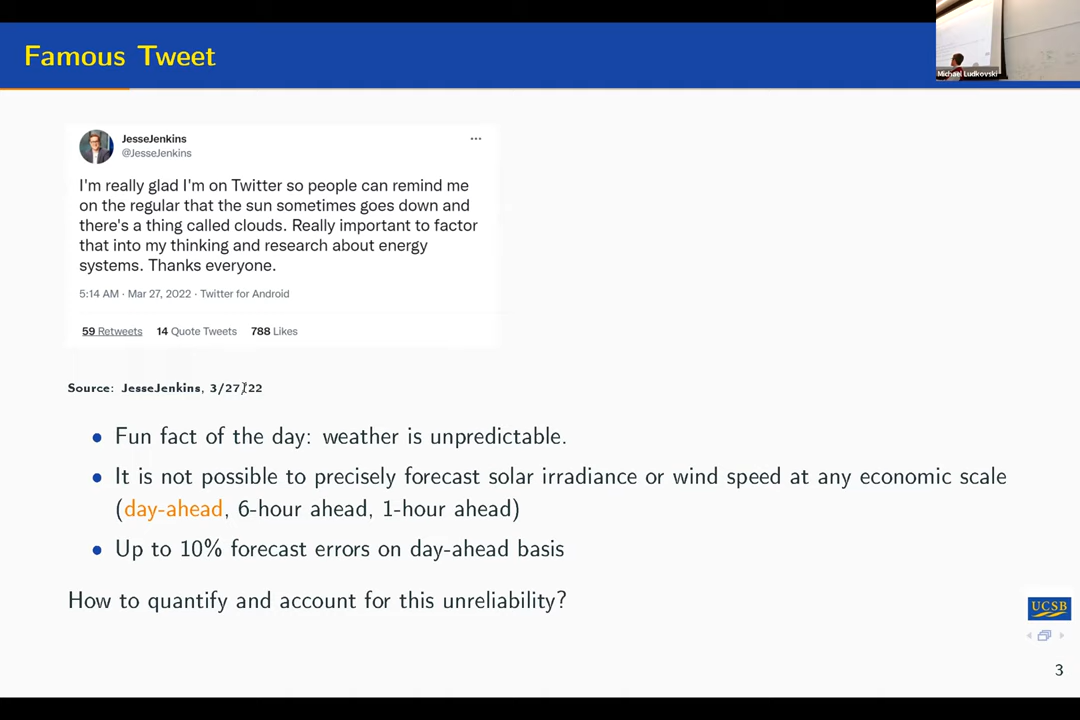 Famous Tweet
Michael Ludkovski
JesseJenkins
@JesseJenkins
I'm really glad I'm on Twitter so people can remind me
on the regular that the sun sometimes goes down and
there's a thing called clouds. Really important to factor
that into my thinking and research about energy
systems. Thanks everyone.
5:14 AM · Mar 27, 2022 · Twitter for Android
59 Retweets 14 Quote Tweets 788 Likes
Source: JesseJenkins, 3/27/22
• Fun fact of the day: weather is unpredictable.
• It is not possible to precisely forecast solar irradiance or wind speed at any economic scale
(day-ahead, 6-hour ahead, 1-hour ahead)
• Up to 10% forecast errors on day-ahead basis
How to quantify and account for this unreliability?
UCSB
3